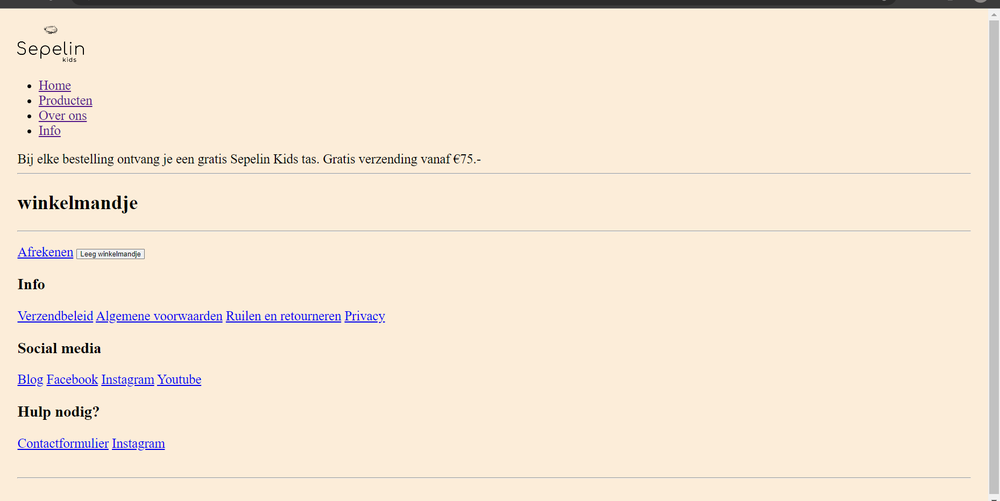 Sepelin
kids
Home
Producten
Over ons
Info
Bij elke bestelling ontvang je een gratis Sepelin Kids tas. Gratis verzending vanaf €75.-
winkelmandje
Afrekenen Leeg winkelmandje
Info
Verzendbeleid Algemene voorwaarden Ruilen en retourneren Privacy
Social media
Blog Facebook Instagram Youtube
Hulp nodig?
Contactformulier Instagram